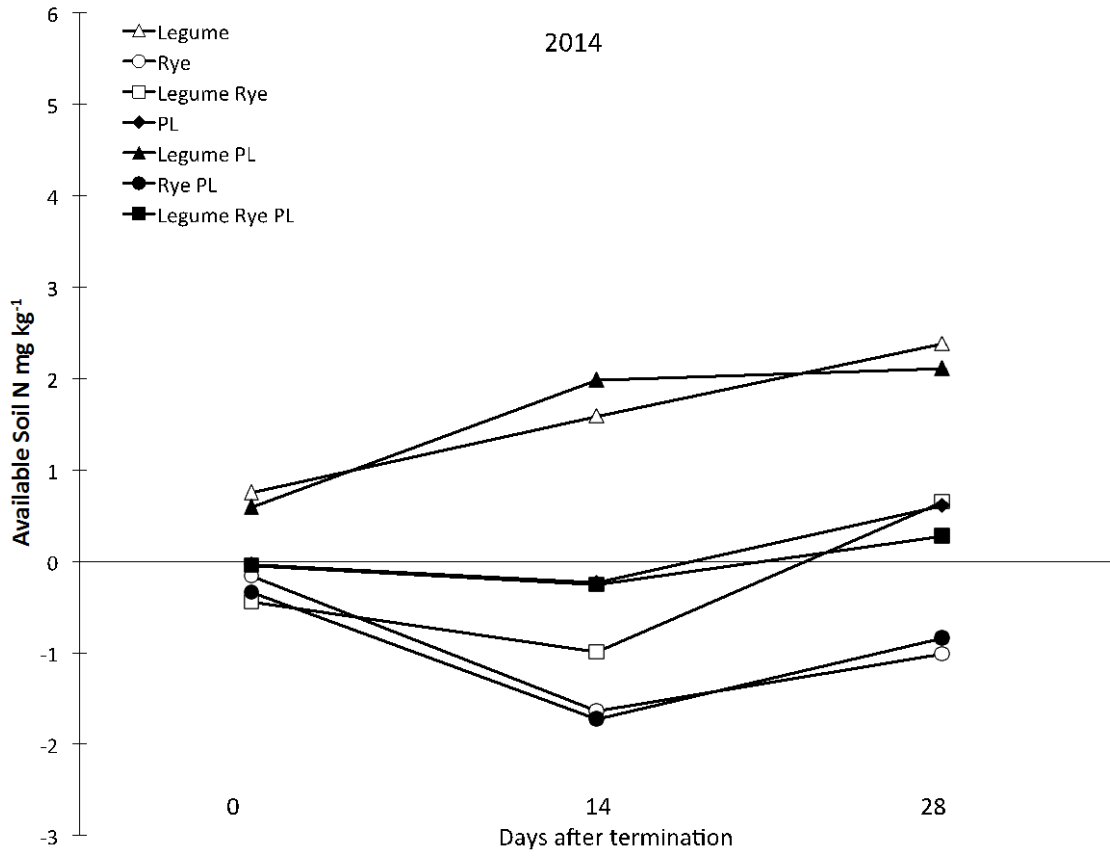 2014
Legume
Rye
Legume Rye
PL
Legume PL
Rye PL
Legume Rye PL
6
5
4
3
2
1
0
-1
-2
-3
Available Soil N mg kg⁻¹
0 14 28
Days after termination